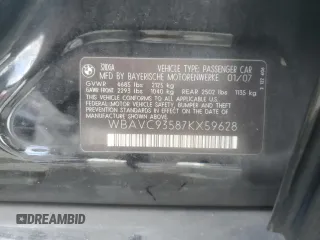 VEHICLE TYPE: PASSENGER CAR
MFD BY BAYERISCHE MOTORENWERKE 01/07
GVWR 4685 lbs 2125 kg
GAWR FRONT 2293 lbs 1040 kg REAR 2502 lbs 1135 kg
THIS VEHICLE CONFORMS TO ALL APPLICABLE
FEDERAL MOTOR VEHICLE SAFETY, BUMPER,
AND THEFT PREVENTION STANDARDS
IN EFFECT ON THE DATE OF MANUFACTURE
SHOWN ABOVE.
WBAVC93587KX59628
DREAMBID